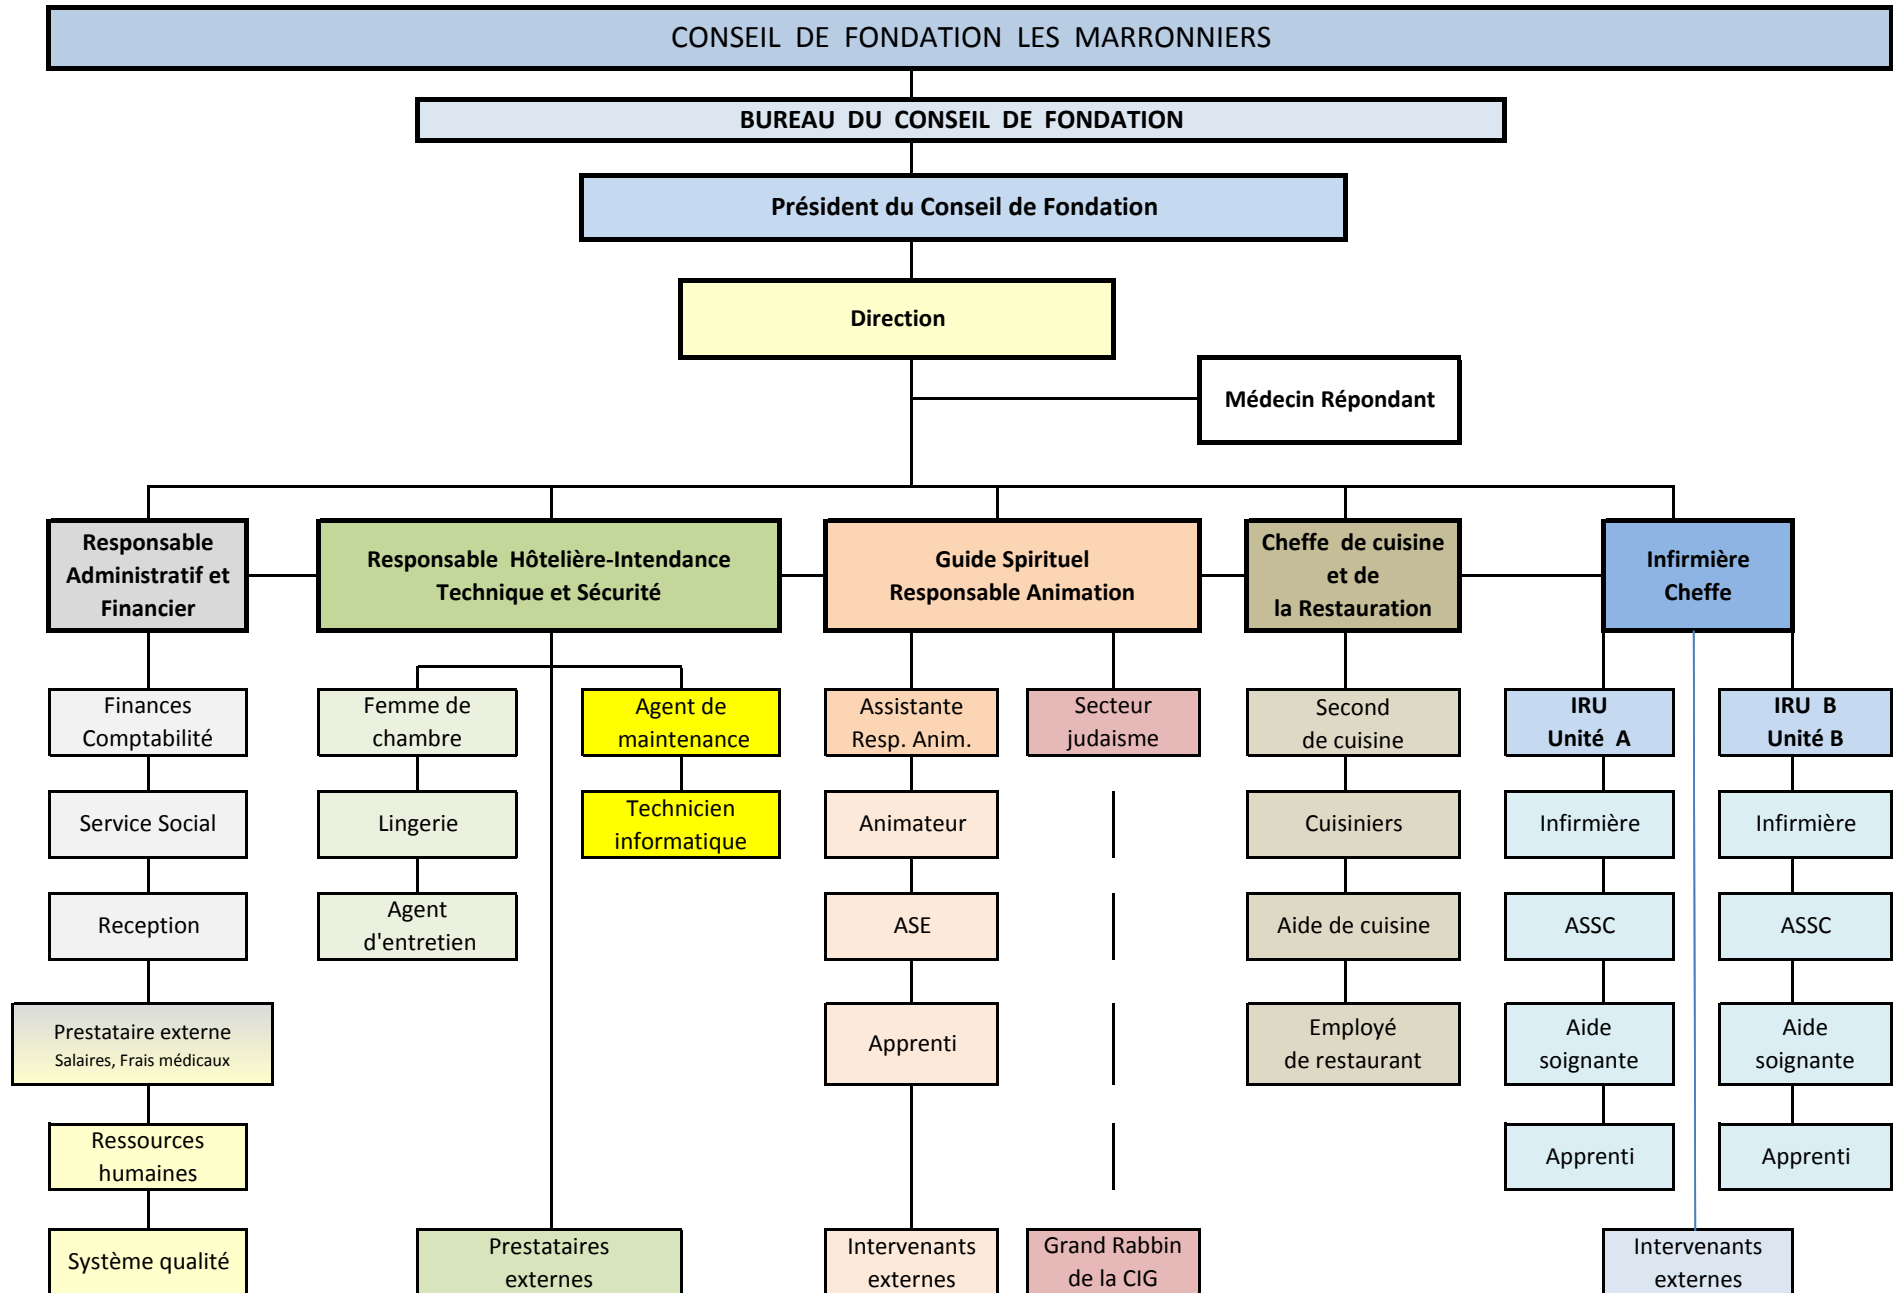 CONSEIL DE FONDATION LES MARRONNIERS
BUREAU DU CONSEIL DE FONDATION
Président du Conseil de Fondation
Direction
Médecin Répondant
Responsable
Administratif et
Financier
Responsable Hôtelière-Intendance
Technique et Sécurité
Guide Spirituel
Responsable Animation
Cheffe de cuisine
et de
la Restauration
Infirmière
Cheffe
Finances
Comptabilité
Femme de
chambre
Agent de
maintenance
Assistante
Resp. Anim.
Secteur
judaisme
Second
de cuisine
IRU
Unité A
IRU B
Unité B
Service Social
Lingerie
Technicien
informatique
Animateur
Cuisiniers
Infirmière
Infirmière
Reception
Agent
d'entretien
ASE
Aide de cuisine
ASSC
ASSC
Prestataire externe
Salaires, Frais médicaux
Apprenti
Employé
de restaurant
Aide
soignante
Aide
soignante
Ressources
humaines
Apprenti
Apprenti
Système qualité
Prestataires
externes
Intervenants
externes
Grand Rabbin
de la CIG
Intervenants
externes